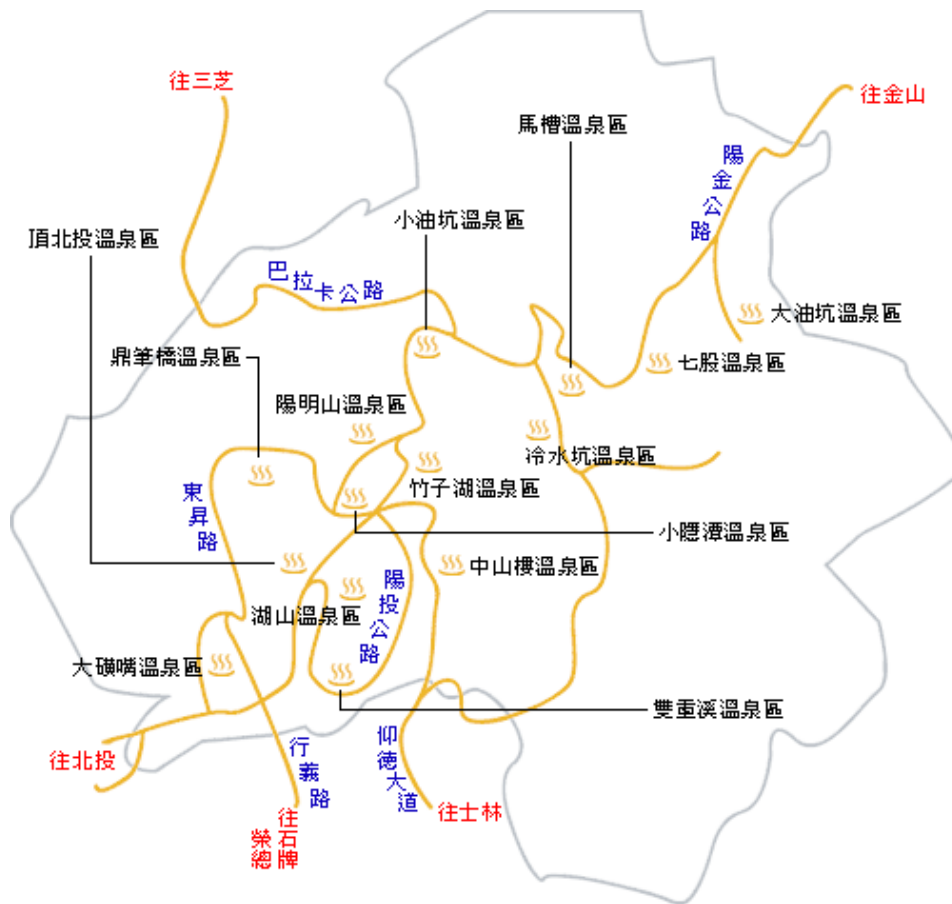 往三芝
往金山
馬槽溫泉區
陽金公路
小油坑溫泉區
頂北投溫泉區
巴拉卡公路
大油坑溫泉區
鼎筆橋溫泉區
七股溫泉區
陽明山溫泉區
冷水坑溫泉區
竹子湖溫泉區
東昇路
小隱潭溫泉區
中山樓溫泉區
陽投公路
湖山溫泉區
大磺嘴溫泉區
雙重溪溫泉區
往北投
行義路
仰德大道
往士林
往石牌
榮總